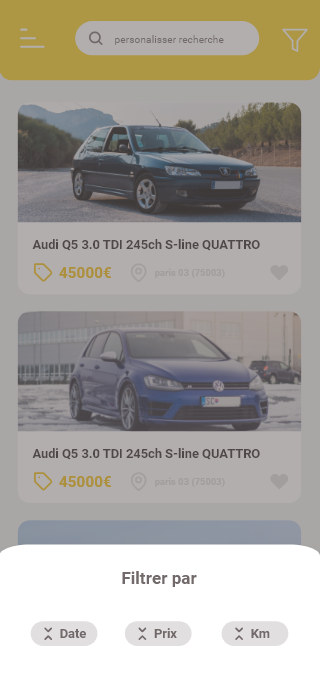 personalisser recherche
Audi Q5 3.0 TDI 245ch S-line QUATTRO
45000€ paris 03 (75003)
Audi Q5 3.0 TDI 245ch S-line QUATTRO
45000€ paris 03 (75003)
Filtrer par
Date Prix Km